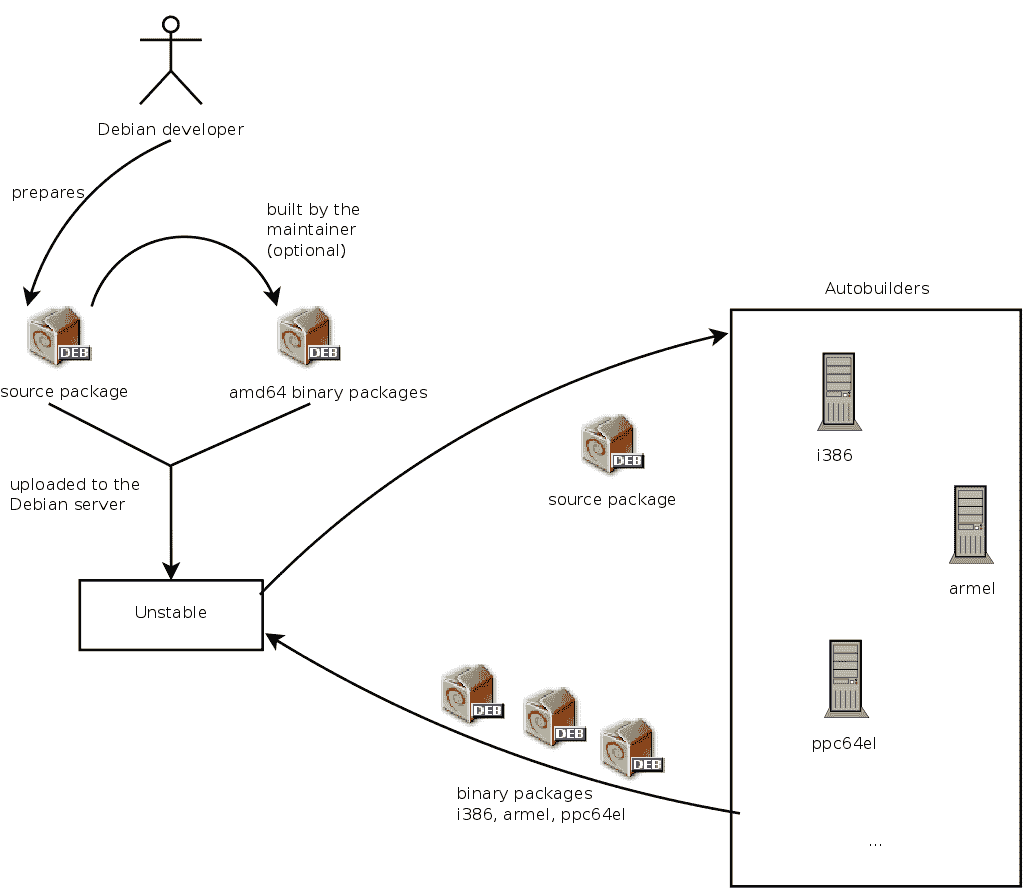 Debian developer
prepares
built by the
maintainer
(optional)
DEB
DEB
source package
amd64 binary packages
uploaded to the
Debian server
Unstable
DEB
source package
Autobuilders
i386
armel
ppc64el
...
DEB
DEB
DEB
binary packages
i386, armel, ppc64el